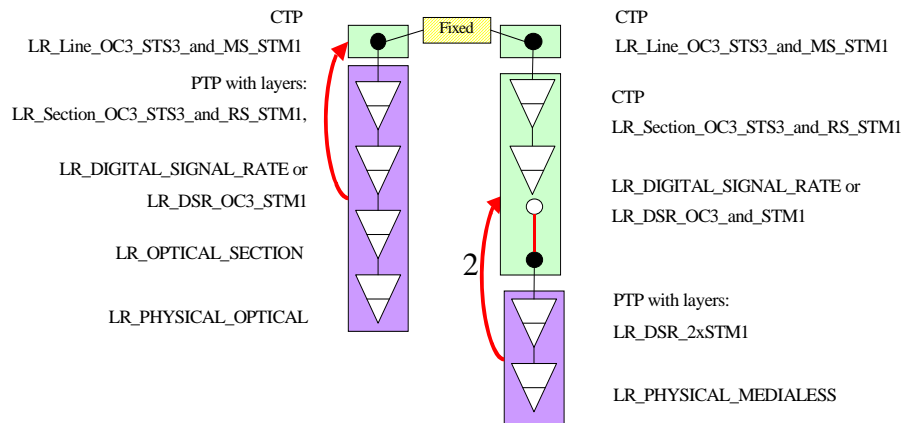 CTP
LR_Line_OC3_STS3_and_MS_STM1
PTP with layers:
LR_Section_OC3_STS3_and_RS_STM1,
LR_DIGITAL_SIGNAL_RATE or
LR_DSR_OC3_STM1
LR_OPTICAL_SECTION
LR_PHYSICAL_OPTICAL
Fixed
CTP
LR_Line_OC3_STS3_and_MS_STM1
CTP
LR_Section_OC3_STS3_and_RS_STM1
LR_DIGITAL_SIGNAL_RATE or
LR_DSR_OC3_and_STM1
2
PTP with layers:
LR_DSR_2xSTM1
LR_PHYSICAL_MEDIALESS